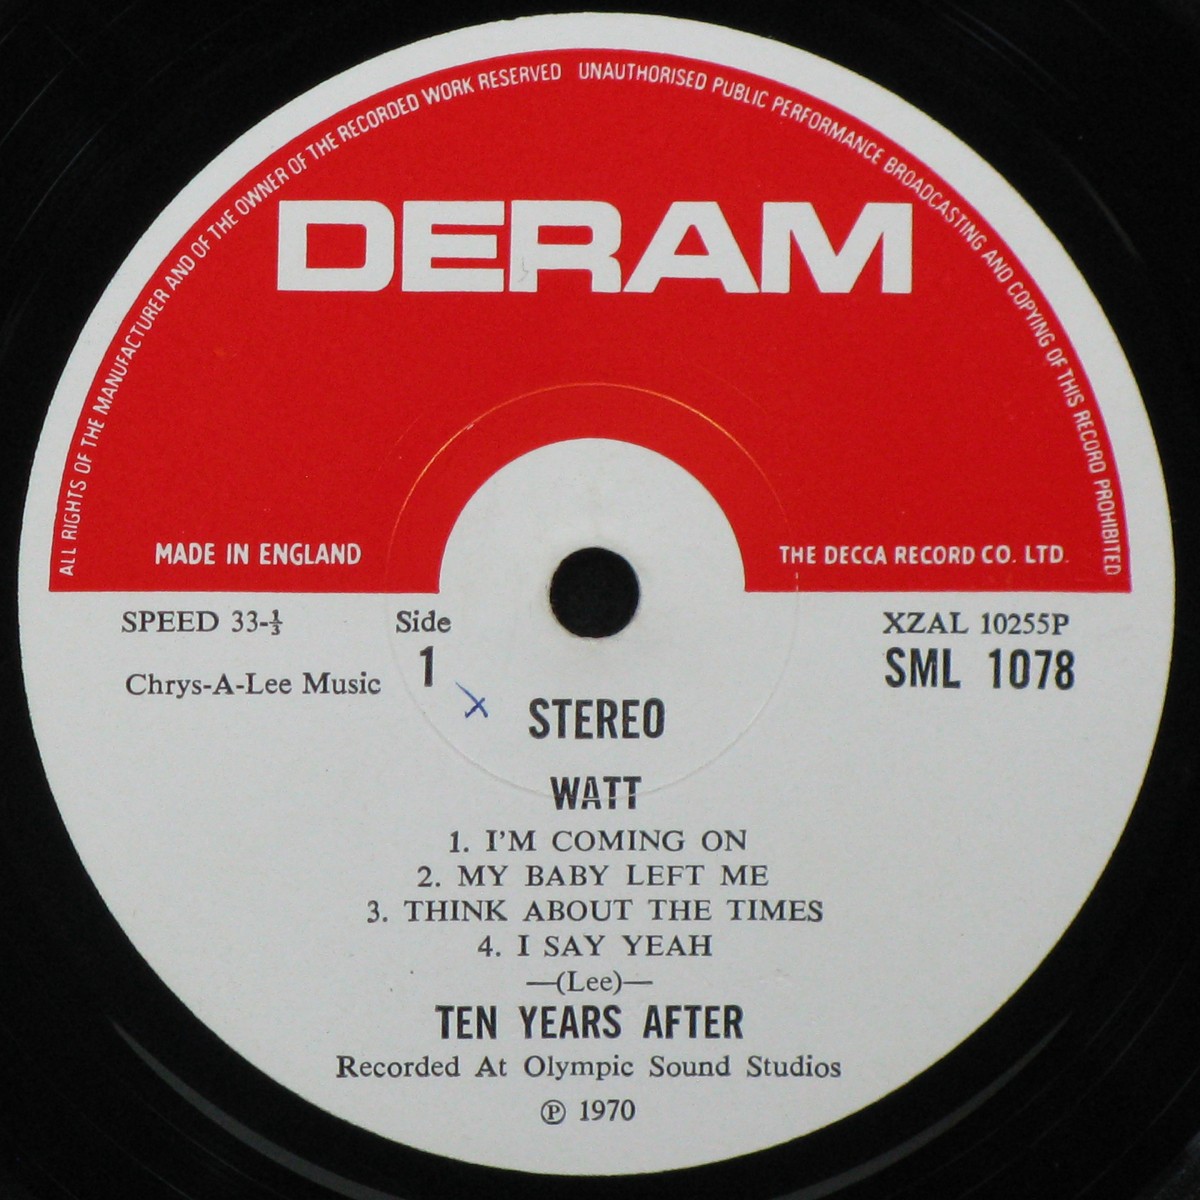 ALL RIGHTS OF THE MANUFACTURER AND OF THE OWNER OF THE RECORDED WORK RESERVED UNAUTHORISED PUBLIC PERFORMANCE BROADCASTING AND COPYING OF THIS RECORD PROHIBITED
DERAM
MADE IN ENGLAND
THE DECCA RECORD CO. LTD.
SPEED 33-⅓
Side
1
XZAL 10255P
SML 1078
Chrys-A-Lee Music
STEREO
WATT
1. I'M COMING ON
2. MY BABY LEFT ME
3. THINK ABOUT THE TIMES
4. I SAY YEAH
—(Lee)—
TEN YEARS AFTER
Recorded At Olympic Sound Studios
℗ 1970